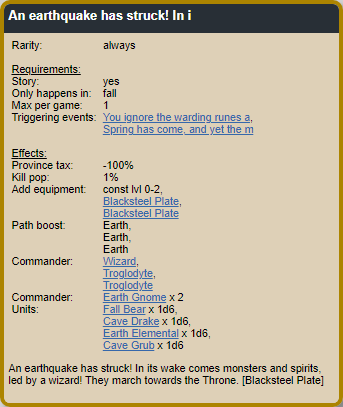 An earthquake has struck! In i
Rarity: always
Requirements:
Story: yes
Only happens in: fall
Max per game: 1
Triggering events: You ignore the warding runes a,
Spring has come, and yet the m
Effects:
Province tax: -100%
Kill pop: 1%
Add equipment: const lvl 0-2,
Blacksteel Plate,
Blacksteel Plate
Path boost: Earth,
Earth,
Earth
Commander: Wizard,
Troglodyte,
Troglodyte
Commander: Earth Gnome x 2
Units: Fall Bear x 1d6,
Cave Drake x 1d6,
Earth Elemental x 1d6,
Cave Grub x 1d6
An earthquake has struck! In its wake comes monsters and spirits,
led by a wizard! They march towards the Throne. [Blacksteel Plate]